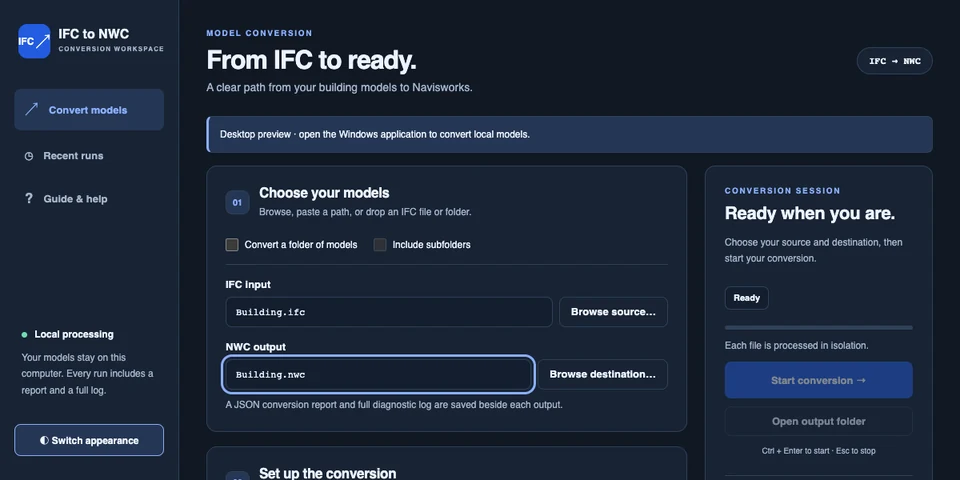 IFC
IFC to NWC
CONVERSION WORKSPACE
Convert models
Recent runs
? Guide & help
Local processing
Your models stay on this
computer. Every run includes a
report and a full log.
Switch appearance
MODEL CONVERSION
From IFC to ready.
A clear path from your building models to Navisworks.
IFC → NWC
Desktop preview · open the Windows application to convert local models.
01
Choose your models
Browse, paste a path, or drop an IFC file or folder.
Convert a folder of models
Include subfolders
IFC input
Building.ifc
Browse source...
NWC output
Building.nwc
Browse destination...
A JSON conversion report and full diagnostic log are saved beside each output.
Set up the conversion
CONVERSION SESSION
Ready when you are.
Choose your source and destination, then
start your conversion.
Ready
Each file is processed in isolation.
Start conversion →
Open output folder
Ctrl + Enter to start · Esc to stop